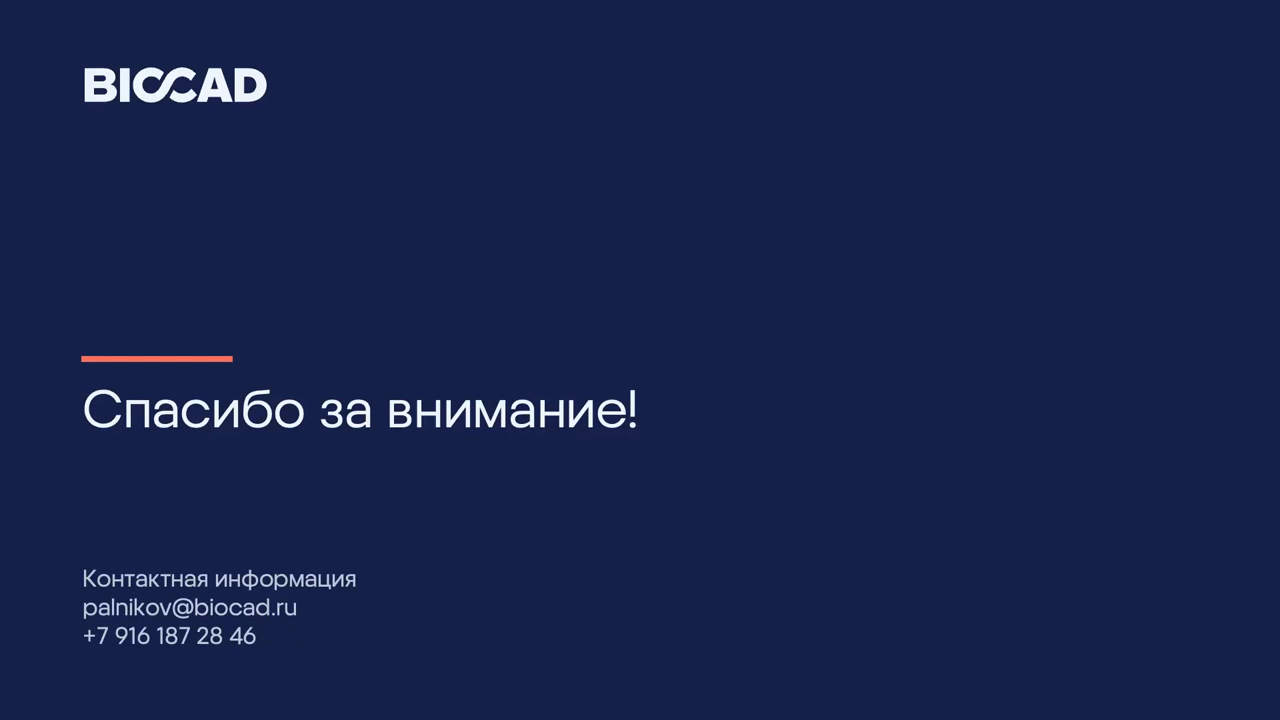 BIOCAD
Спасибо за внимание!
Контактная информация
palnikov@biocad.ru
+7 916 187 28 46